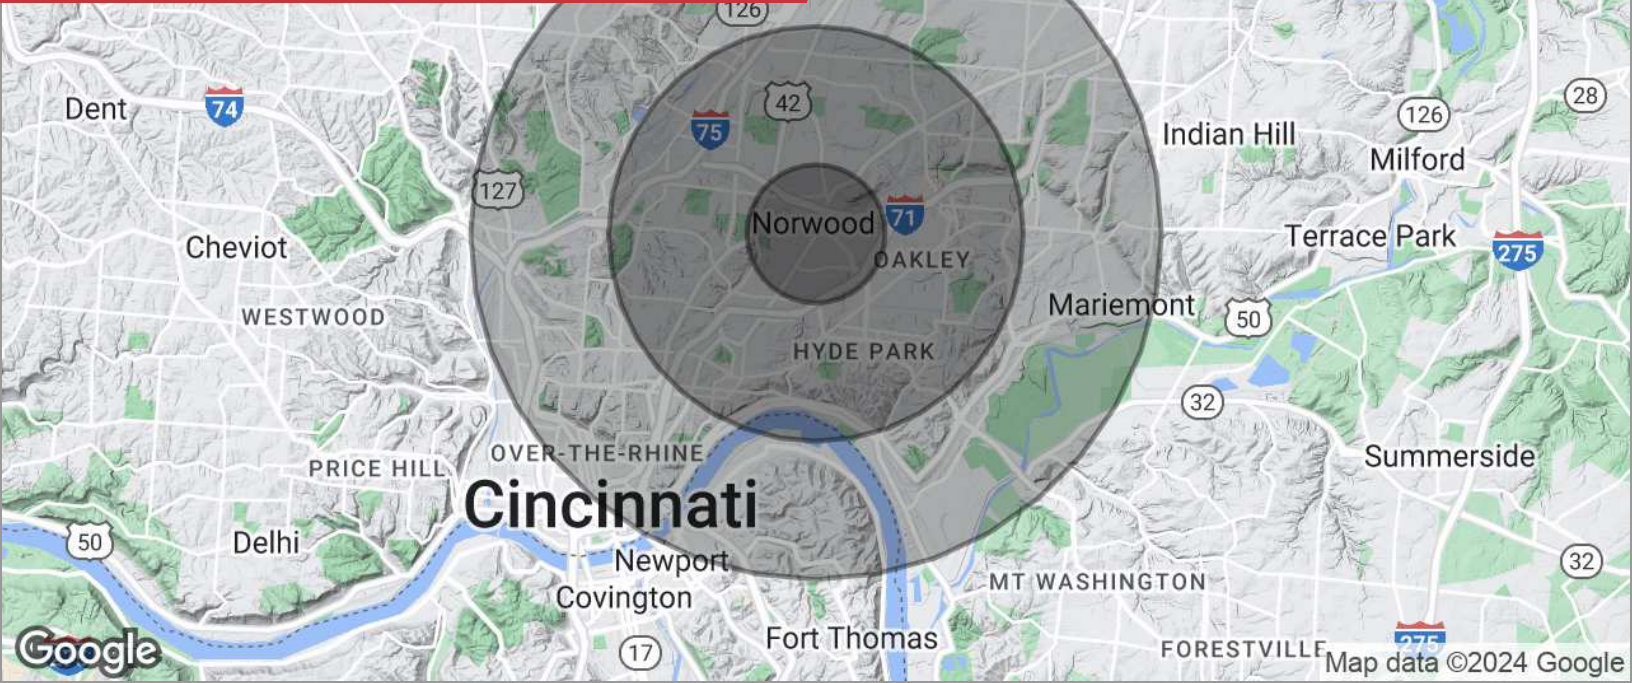 126
42
28
Dent
74
126
75
Indian Hill
Milford
127
Norwood
71
Terrace Park
Cheviot
275
OAKLEY
Mariemont
WESTWOOD
50
HYDE PARK
32
OVER-THE-RHINE
Summerside
PRICE HILL
Cincinnati
50
Delhi
Newport
32
MT WASHINGTON
Covington
Fort Thomas
275
Google
17
FORESTVILLE
Map data ©2024 Google